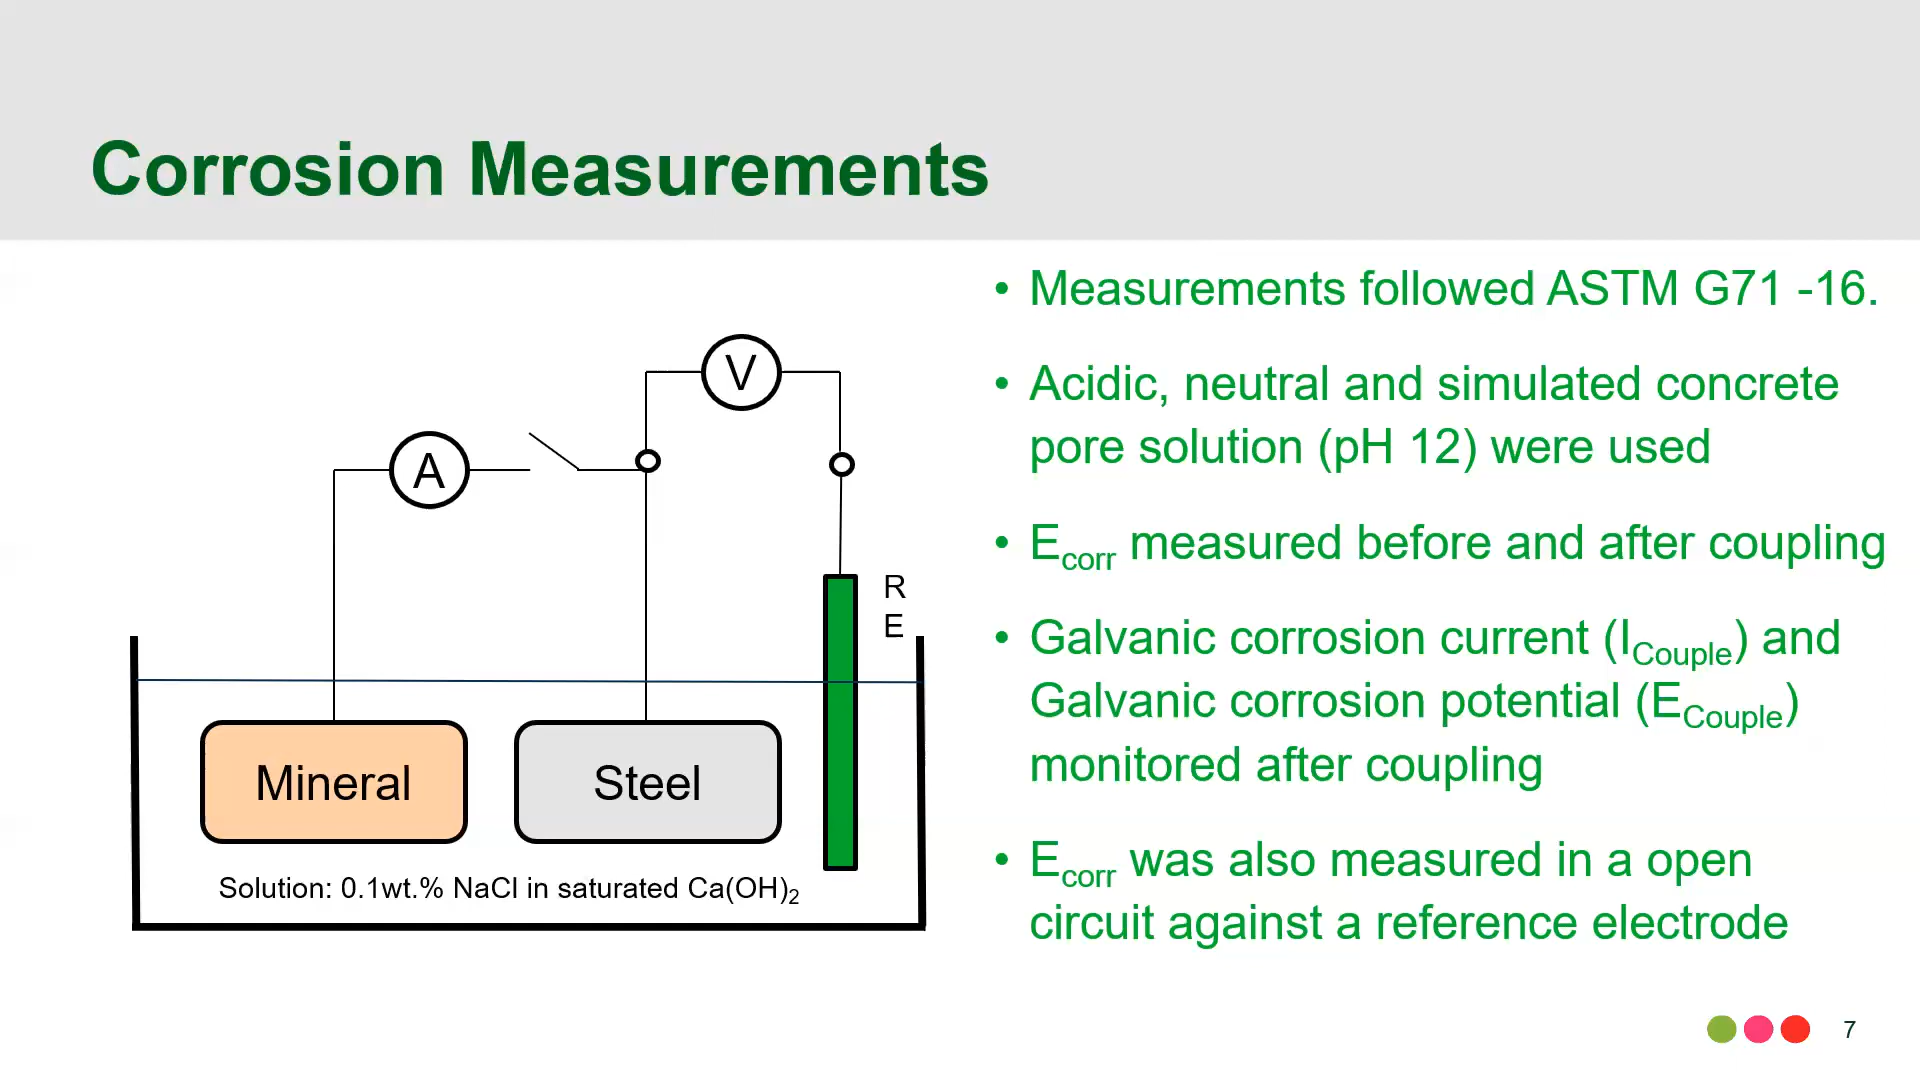 Corrosion Measurements
V
A
R
E
Mineral
Steel
Solution: 0.1wt.% NaCl in saturated Ca(OH)2
• Measurements followed ASTM G71 -16.
• Acidic, neutral and simulated concrete
pore solution (pH 12) were used
• Ecorr measured before and after coupling
• Galvanic corrosion current (ICouple) and
Galvanic corrosion potential (ECouple)
monitored after coupling
• Ecorr was also measured in a open
circuit against a reference electrode
7